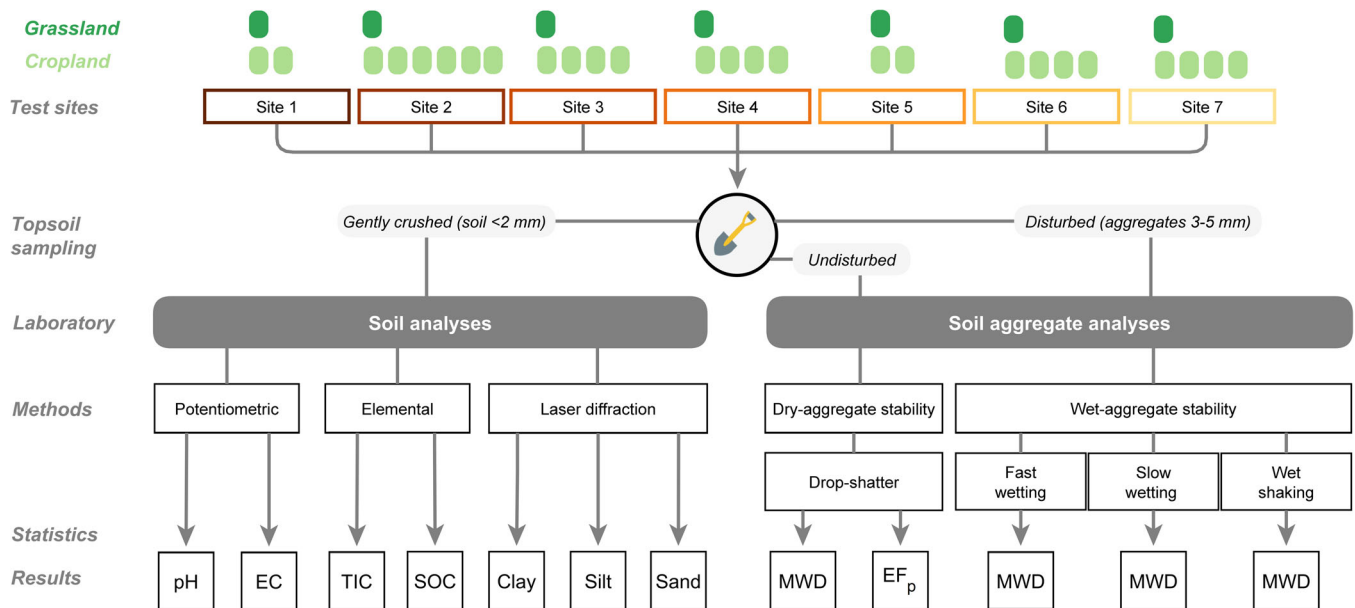 Grassland
Cropland
Test sites
Site 1
Site 2
Site 3
Site 4
Site 5
Site 6
Site 7
Topsoil
sampling
Gently crushed (soil <2 mm)
Disturbed (aggregates 3-5 mm)
Undisturbed
Laboratory
Soil analyses
Soil aggregate analyses
Methods
Potentiometric
Elemental
Laser diffraction
Dry-aggregate stability
Wet-aggregate stability
Drop-shatter
Fast
wetting
Slow
wetting
Wet
shaking
Statistics
Results
pH
EC
TIC
SOC
Clay
Silt
Sand
MWD
EFp
MWD
MWD
MWD